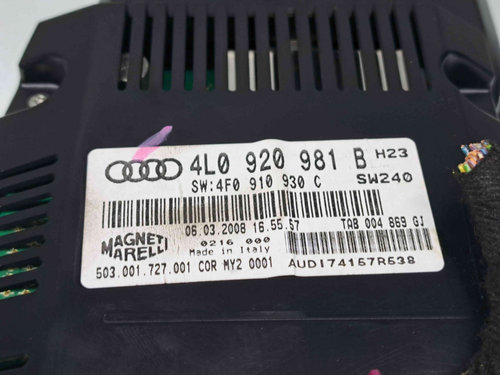 4L0 920 981 B H23
SW:4F0 910 930 C SW240
06.03.2008 16.55.57 TAB 004 869 GJ
0216 000
MAGNETI MARELLI
Made in Italy
503.001.727.001 COR MY2 0001 AUDI74157R638